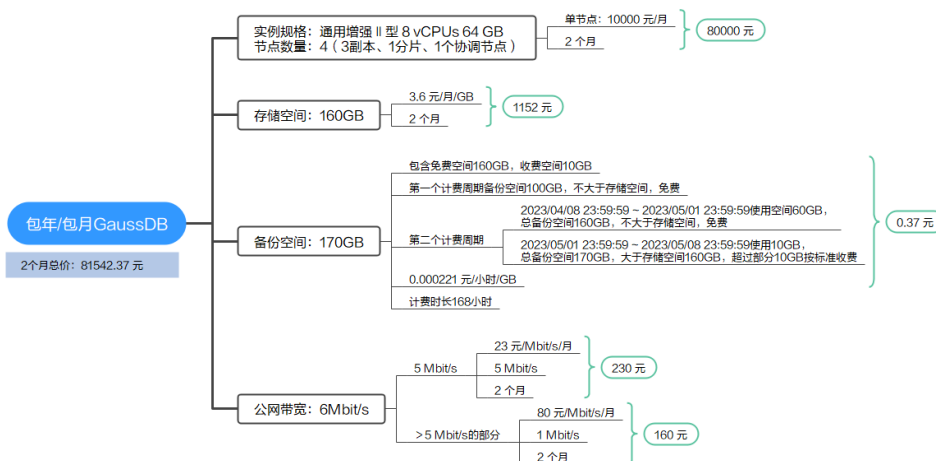 包年/包月GaussDB
2个月总价：81542.37 元
实例规格：通用增强 II 型 8 vCPUs 64 GB
节点数量：4（3副本、1分片、1个协调节点）
单节点：10000 元/月
2 个月
80000 元
存储空间：160GB
3.6 元/月/GB
2 个月
1152 元
备份空间：170GB
包含免费空间160GB，收费空间10GB
第一个计费周期备份空间100GB，不大于存储空间，免费
第二个计费周期
2023/04/08 23:59:59 ~ 2023/05/01 23:59:59使用空间60GB，
总备份空间160GB，不大于存储空间，免费
2023/05/01 23:59:59 ~ 2023/05/08 23:59:59使用10GB，
总备份空间170GB，大于存储空间160GB，超过部分10GB按标准收费
0.000221 元/小时/GB
计费时长168小时
0.37 元
公网带宽：6Mbit/s
5 Mbit/s
23 元/Mbit/s/月
5 Mbit/s
2 个月
230 元
＞5 Mbit/s的部分
80 元/Mbit/s/月
1 Mbit/s
2 个月
160 元